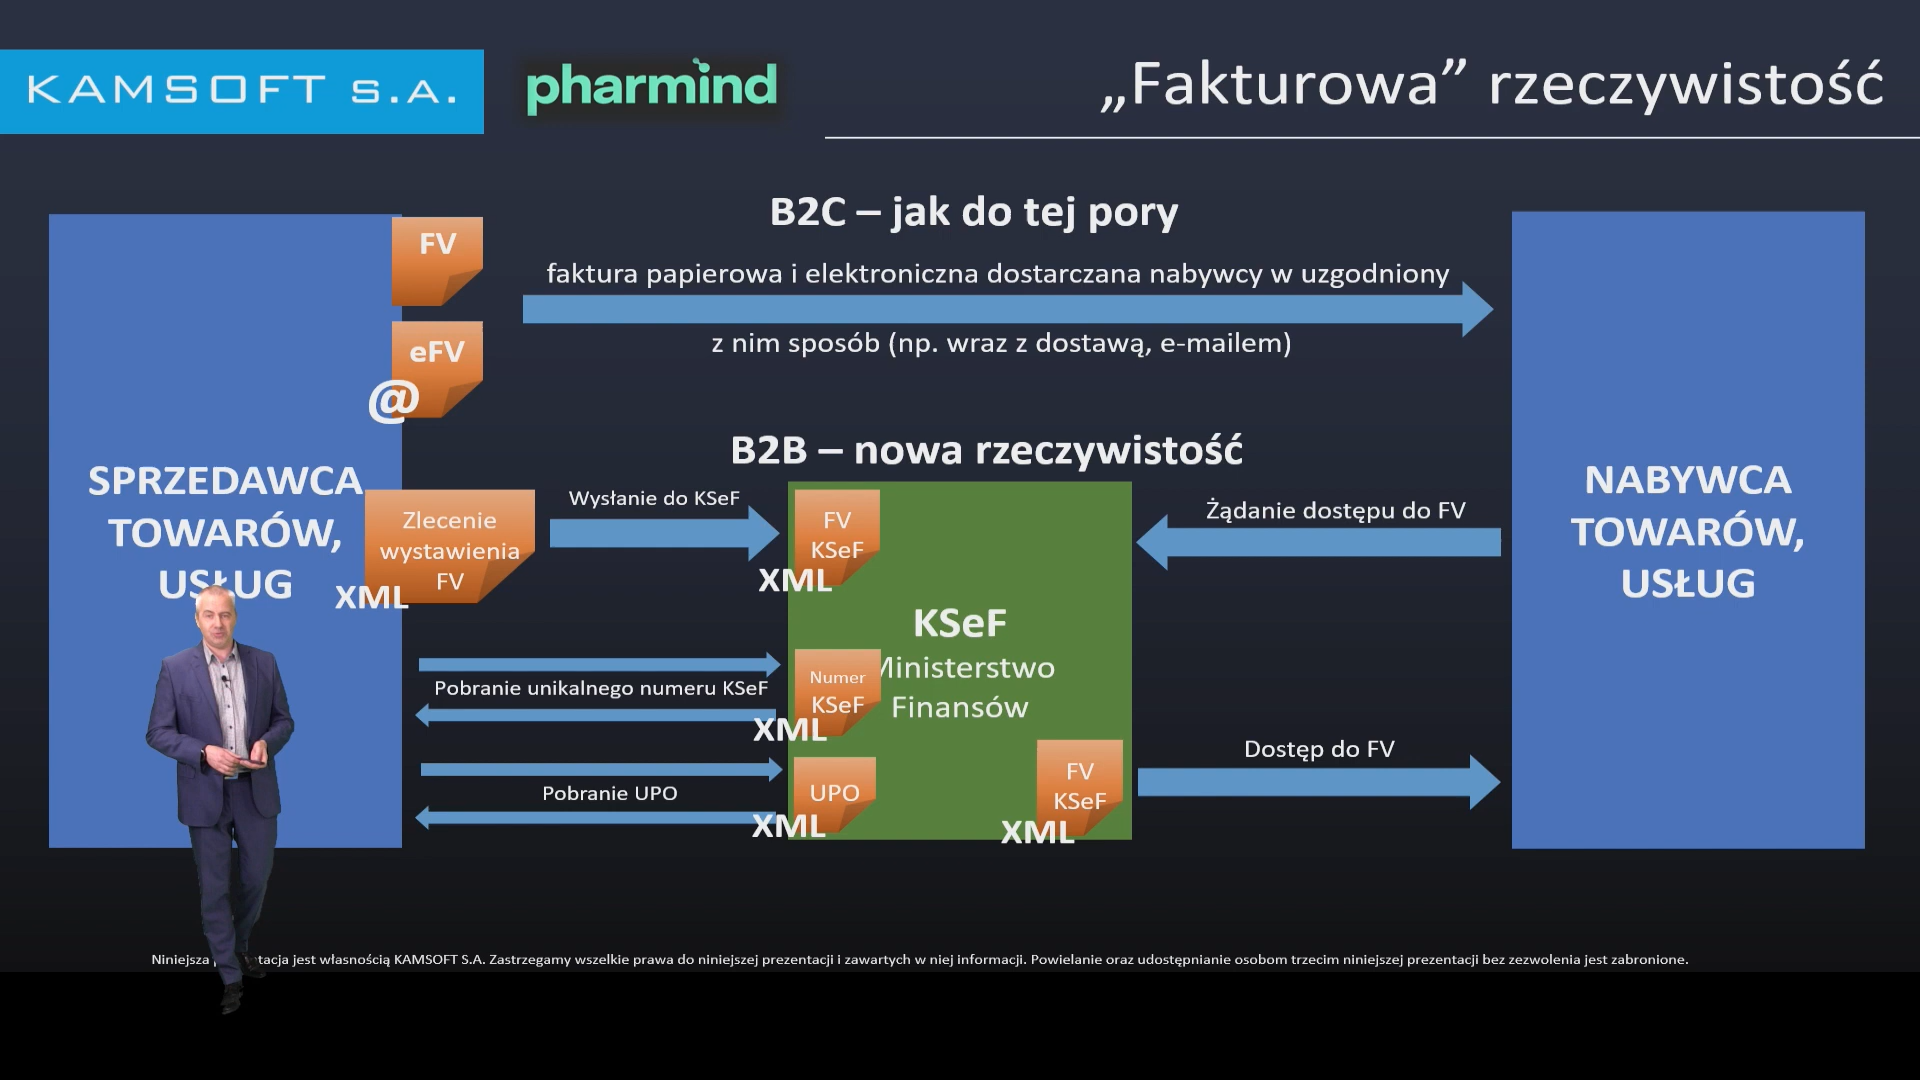 KAMSOFT S.A.
pharmind
„Fakturowa” rzeczywistość
B2C – jak do tej pory
faktura papierowa i elektroniczna dostarczana nabywcy w uzgodniony
z nim sposób (np. wraz z dostawą, e-mailem)
FV
eFV
@
SPRZEDAWCA
TOWARÓW,
USŁUG
B2B – nowa rzeczywistość
Zlecenie
wystawienia
FV
XML
Wysłanie do KSeF
FV
KSeF
XML
Pobranie unikalnego numeru KSeF
Numer
KSeF
XML
Pobranie UPO
UPO
XML
KSeF
Ministerstwo
Finansów
FV
KSeF
XML
Żądanie dostępu do FV
Dostęp do FV
NABYWCA
TOWARÓW,
USŁUG
Niniejsza jest własnością KAMSOFT S.A. Zastrzegamy wszelkie prawa do niniejszej prezentacji i zawartych w niej informacji. Powielanie oraz udostępnianie osobom trzecim niniejszej prezentacji bez zezwolenia jest zabronione.